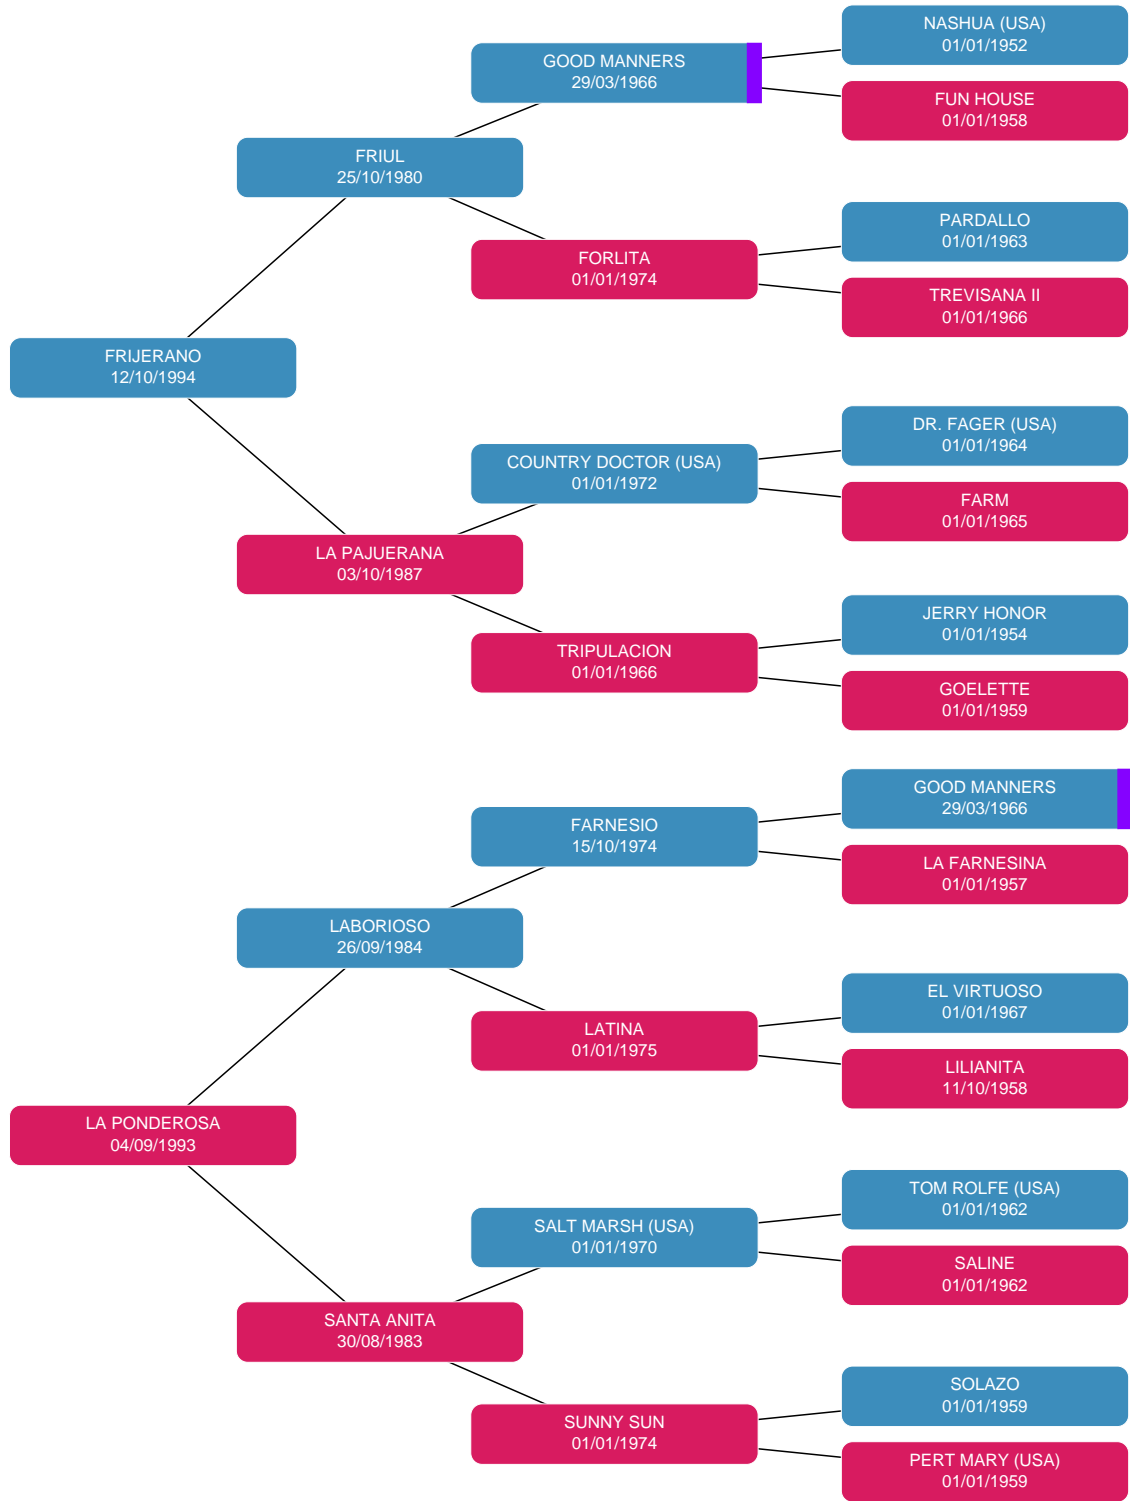 NASHUA (USA)
01/01/1952
GOOD MANNERS
29/03/1966
FUN HOUSE
01/01/1958
FRIUL
25/10/1980
PARDALLO
01/01/1963
FORLITA
01/01/1974
TREVISANA II
01/01/1966
FRIJERANO
12/10/1994
DR. FAGER (USA)
01/01/1964
COUNTRY DOCTOR (USA)
01/01/1972
FARM
01/01/1965
LA PAJUERANA
03/10/1987
JERRY HONOR
01/01/1954
TRIPULACION
01/01/1966
GOELETTE
01/01/1959
GOOD MANNERS
29/03/1966
FARNESIO
15/10/1974
LA FARNESINA
01/01/1957
LABORIOSO
26/09/1984
EL VIRTUOSO
01/01/1967
LATINA
01/01/1975
LILIANITA
11/10/1958
LA PONDEROSA
04/09/1993
TOM ROLFE (USA)
01/01/1962
SALT MARSH (USA)
01/01/1970
SALINE
01/01/1962
SANTA ANITA
30/08/1983
SOLAZO
01/01/1959
SUNNY SUN
01/01/1974
PERT MARY (USA)
01/01/1959